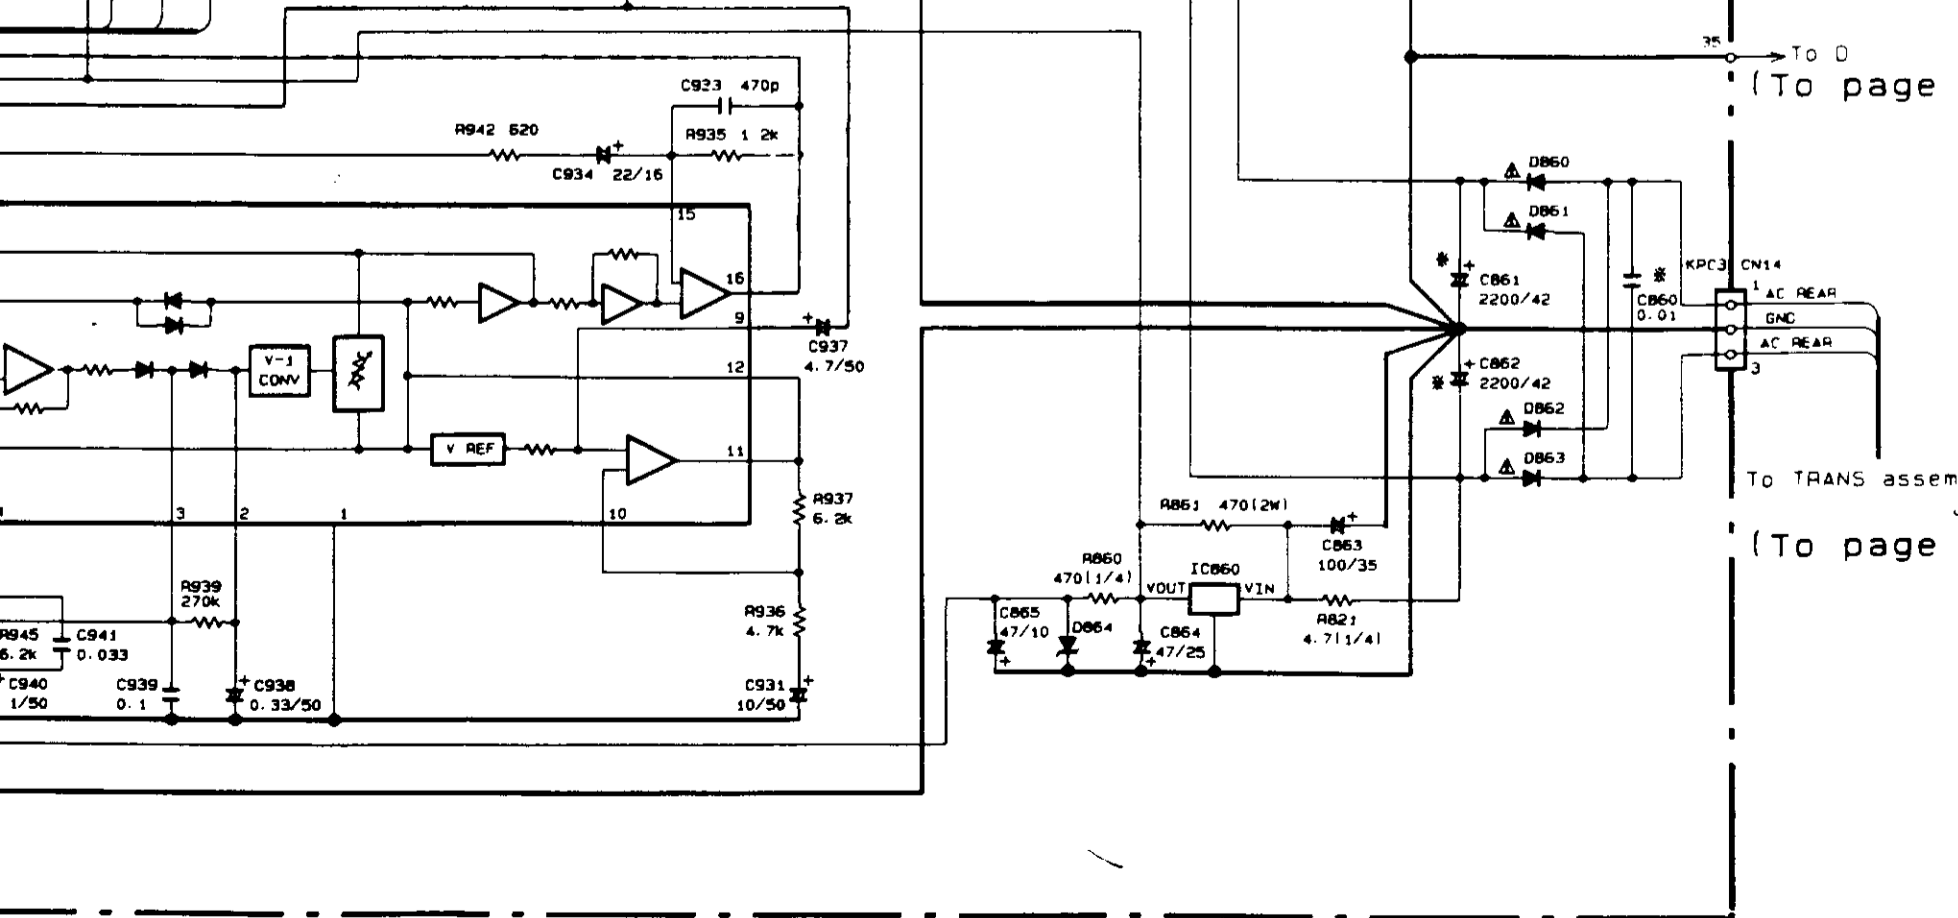 35
To D
(To page
C923 470p
R942 620
R935 1 2k
C934 22/16
D860
D861
15
16
KPC3 CN14
1
AC REAR
C861
2200/42
C860
0.01
GNC
AC REAR
9
C937
4.7/50
C862
2200/42
3
12
V-1
CONV
D862
V REF
11
D863
To TRANS assem
R937
6.2k
R861 470(2W)
3
2
1
10
C863
100/35
(To page
R860
470(1/4)
IC860
VOUT
VIN
R939
270k
R936
4.7k
C865
47/10
D864
C864
47/25
R821
4.7(1/4)
R945
6.2k
C941
0.033
C940
1/50
C939
0.1
C938
0.33/50
C931
10/50